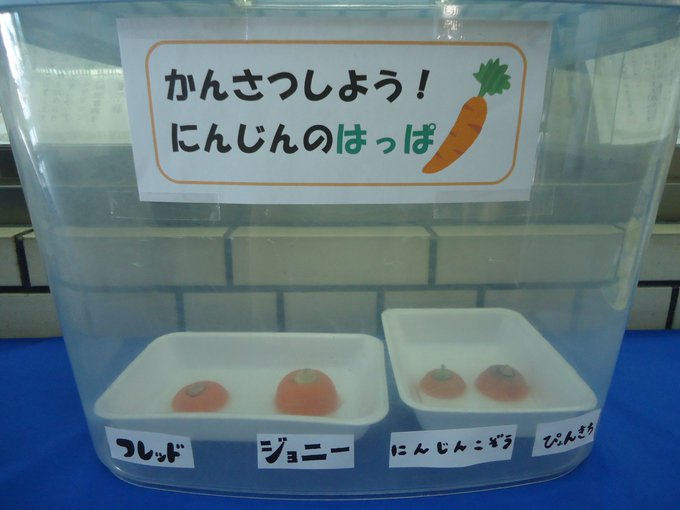 かんさつしよう！
にんじんのはっぱ
フレッド
ジョニー
にんじんこぞう
ぴょんきち